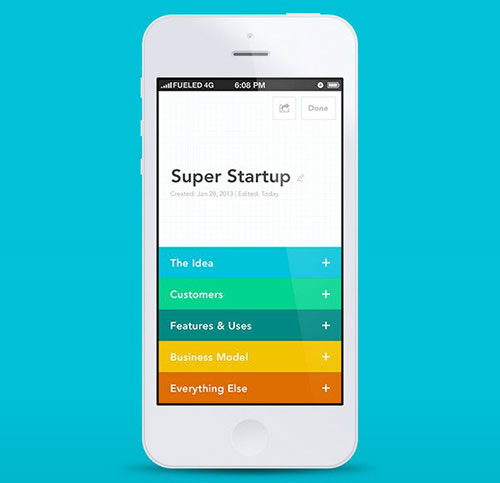 FUELED 4G 6:08 PM
Done
Super Startup
Created: Jan 28, 2013 | Edited: Today
The Idea +
Customers +
Features & Uses +
Business Model +
Everything Else +